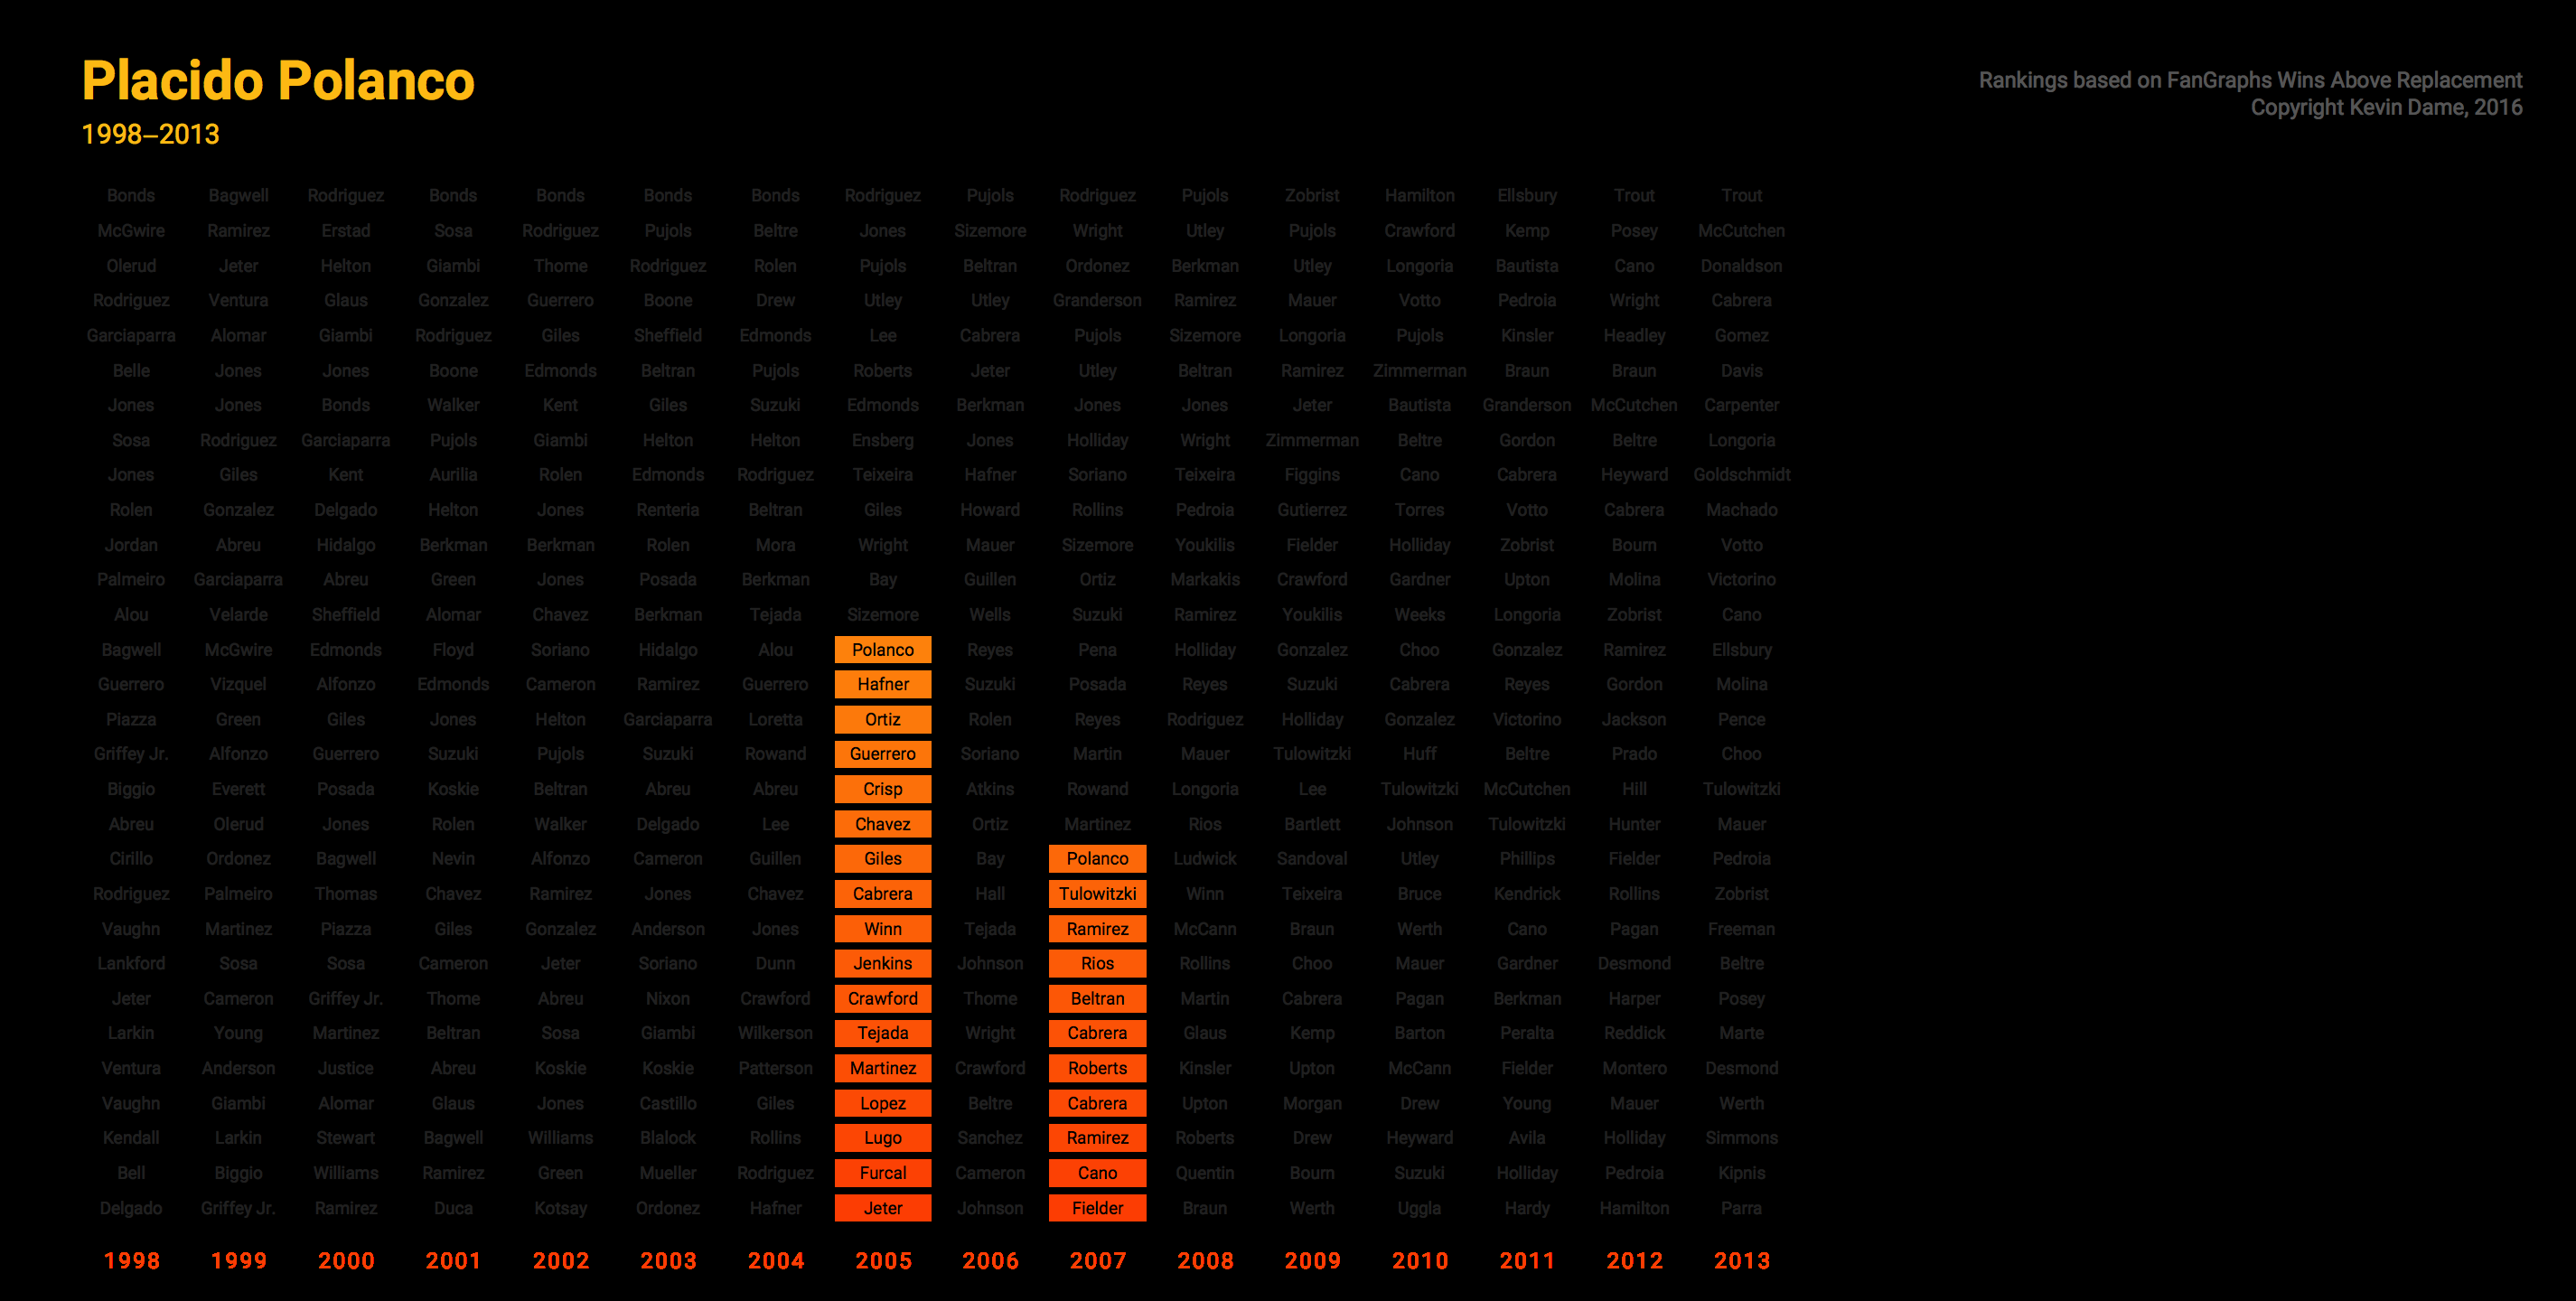 Placido Polanco
1998–2013
Rankings based on FanGraphs Wins Above Replacement
Copyright Kevin Dame, 2016
Bonds Bagwell Rodriguez Bonds Bonds Bonds Bonds Rodriguez Pujols Rodriguez Pujols Zobrist Hamilton Ellsbury Trout Trout
McGwire Ramirez Erstad Sosa Rodriguez Pujols Beltre Jones Sizemore Wright Utley Pujols Crawford Kemp Posey McCutchen
Olerud Jeter Helton Giambi Thome Rodriguez Rolen Pujols Beltran Ordonez Berkman Utley Longoria Bautista Cano Donaldson
Rodriguez Ventura Glaus Gonzalez Guerrero Boone Drew Utley Utley Granderson Ramirez Mauer Votto Pedroia Wright Cabrera
Garciaparra Alomar Giambi Rodriguez Giles Sheffield Edmonds Lee Cabrera Pujols Sizemore Longoria Pujols Kinsler Headley Gomez
Belle Jones Jones Boone Edmonds Beltran Pujols Roberts Jeter Utley Beltran Ramirez Zimmerman Braun Braun Davis
Jones Jones Bonds Walker Kent Giles Suzuki Edmonds Berkman Jones Jones Jeter Bautista Granderson McCutchen Carpenter
Sosa Rodriguez Garciaparra Pujols Giambi Helton Helton Ensberg Jones Holliday Wright Zimmerman Beltre Gordon Beltre Longoria
Jones Giles Kent Aurilia Rolen Edmonds Rodriguez Teixeira Hafner Soriano Teixeira Figgins Cano Cabrera Heyward Goldschmidt
Rolen Gonzalez Delgado Helton Jones Renteria Beltran Giles Howard Rollins Pedroia Gutierrez Torres Votto Cabrera Machado
Jordan Abreu Hidalgo Berkman Berkman Rolen Mora Wright Mauer Sizemore Youkilis Fielder Holliday Zobrist Bourn Votto
Palmeiro Garciaparra Abreu Green Jones Posada Berkman Bay Guillen Ortiz Markakis Crawford Gardner Upton Molina Victorino
Alou Velarde Sheffield Alomar Chavez Berkman Tejada Sizemore Wells Suzuki Ramirez Youkilis Weeks Longoria Zobrist Cano
Bagwell McGwire Edmonds Floyd Soriano Hidalgo Alou Polanco Reyes Pena Holliday Gonzalez Choo Gonzalez Ramirez Ellsbury
Guerrero Vizquel Alfonzo Edmonds Cameron Ramirez Guerrero Hafner Suzuki Posada Reyes Suzuki Cabrera Reyes Gordon Molina
Piazza Green Giles Jones Helton Garciaparra Loretta Ortiz Rolen Reyes Rodriguez Holliday Gonzalez Victorino Jackson Pence
Griffey Jr. Alfonzo Guerrero Suzuki Pujols Suzuki Rowand Guerrero Soriano Martin Mauer Tulowitzki Huff Beltre Prado Choo
Biggio Everett Posada Koskie Beltran Abreu Abreu Crisp Atkins Rowand Longoria Lee Tulowitzki McCutchen Hill Tulowitzki
Abreu Olerud Jones Rolen Walker Delgado Lee Chavez Ortiz Martinez Rios Bartlett Johnson Tulowitzki Hunter Mauer
Cirillo Ordonez Bagwell Nevin Alfonzo Cameron Guillen Giles Bay Polanco Ludwick Sandoval Utley Phillips Fielder Pedroia
Rodriguez Palmeiro Thomas Chavez Ramirez Jones Chavez Cabrera Hall Tulowitzki Winn Teixeira Bruce Kendrick Rollins Zobrist
Vaughn Martinez Piazza Giles Gonzalez Anderson Jones Winn Tejada Ramirez McCann Braun Werth Cano Pagan Freeman
Lankford Sosa Sosa Cameron Jeter Soriano Dunn Jenkins Johnson Rios Rollins Choo Mauer Gardner Desmond Beltre
Jeter Cameron Griffey Jr. Thome Abreu Nixon Crawford Crawford Thome Beltran Martin Cabrera Pagan Berkman Harper Posey
Larkin Young Martinez Beltran Sosa Giambi Wilkerson Tejada Wright Cabrera Glaus Kemp Barton Peralta Reddick Marte
Ventura Anderson Justice Abreu Koskie Koskie Patterson Martinez Crawford Roberts Kinsler Upton McCann Fielder Montero Desmond
Vaughn Giambi Alomar Glaus Jones Castillo Giles Lopez Beltre Cabrera Upton Morgan Drew Young Mauer Werth
Kendall Larkin Stewart Bagwell Williams Blalock Rollins Lugo Sanchez Ramirez Roberts Drew Heyward Avila Holliday Simmons
Bell Biggio Williams Ramirez Green Mueller Rodriguez Furcal Cameron Cano Quentin Bourn Suzuki Holliday Pedroia Kipnis
Delgado Griffey Jr. Ramirez Duca Kotsay Ordonez Hafner Jeter Johnson Fielder Braun Werth Uggla Hardy Hamilton Parra
1998 1999 2000 2001 2002 2003 2004 2005 2006 2007 2008 2009 2010 2011 2012 2013